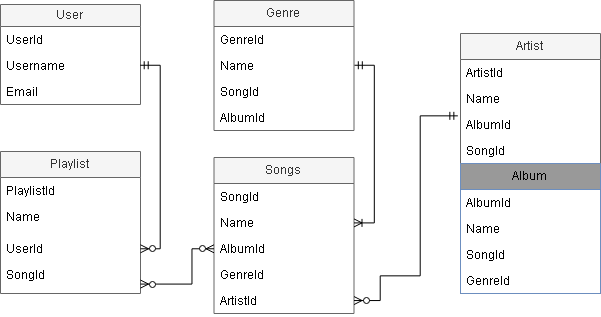 User
UserId
Username
Email
Genre
GenreId
Name
SongId
AlbumId
Artist
ArtistId
Name
AlbumId
SongId
Album
AlbumId
Name
SongId
GenreId
Playlist
PlaylistId
Name
UserId
SongId
Songs
SongId
Name
AlbumId
GenreId
ArtistId